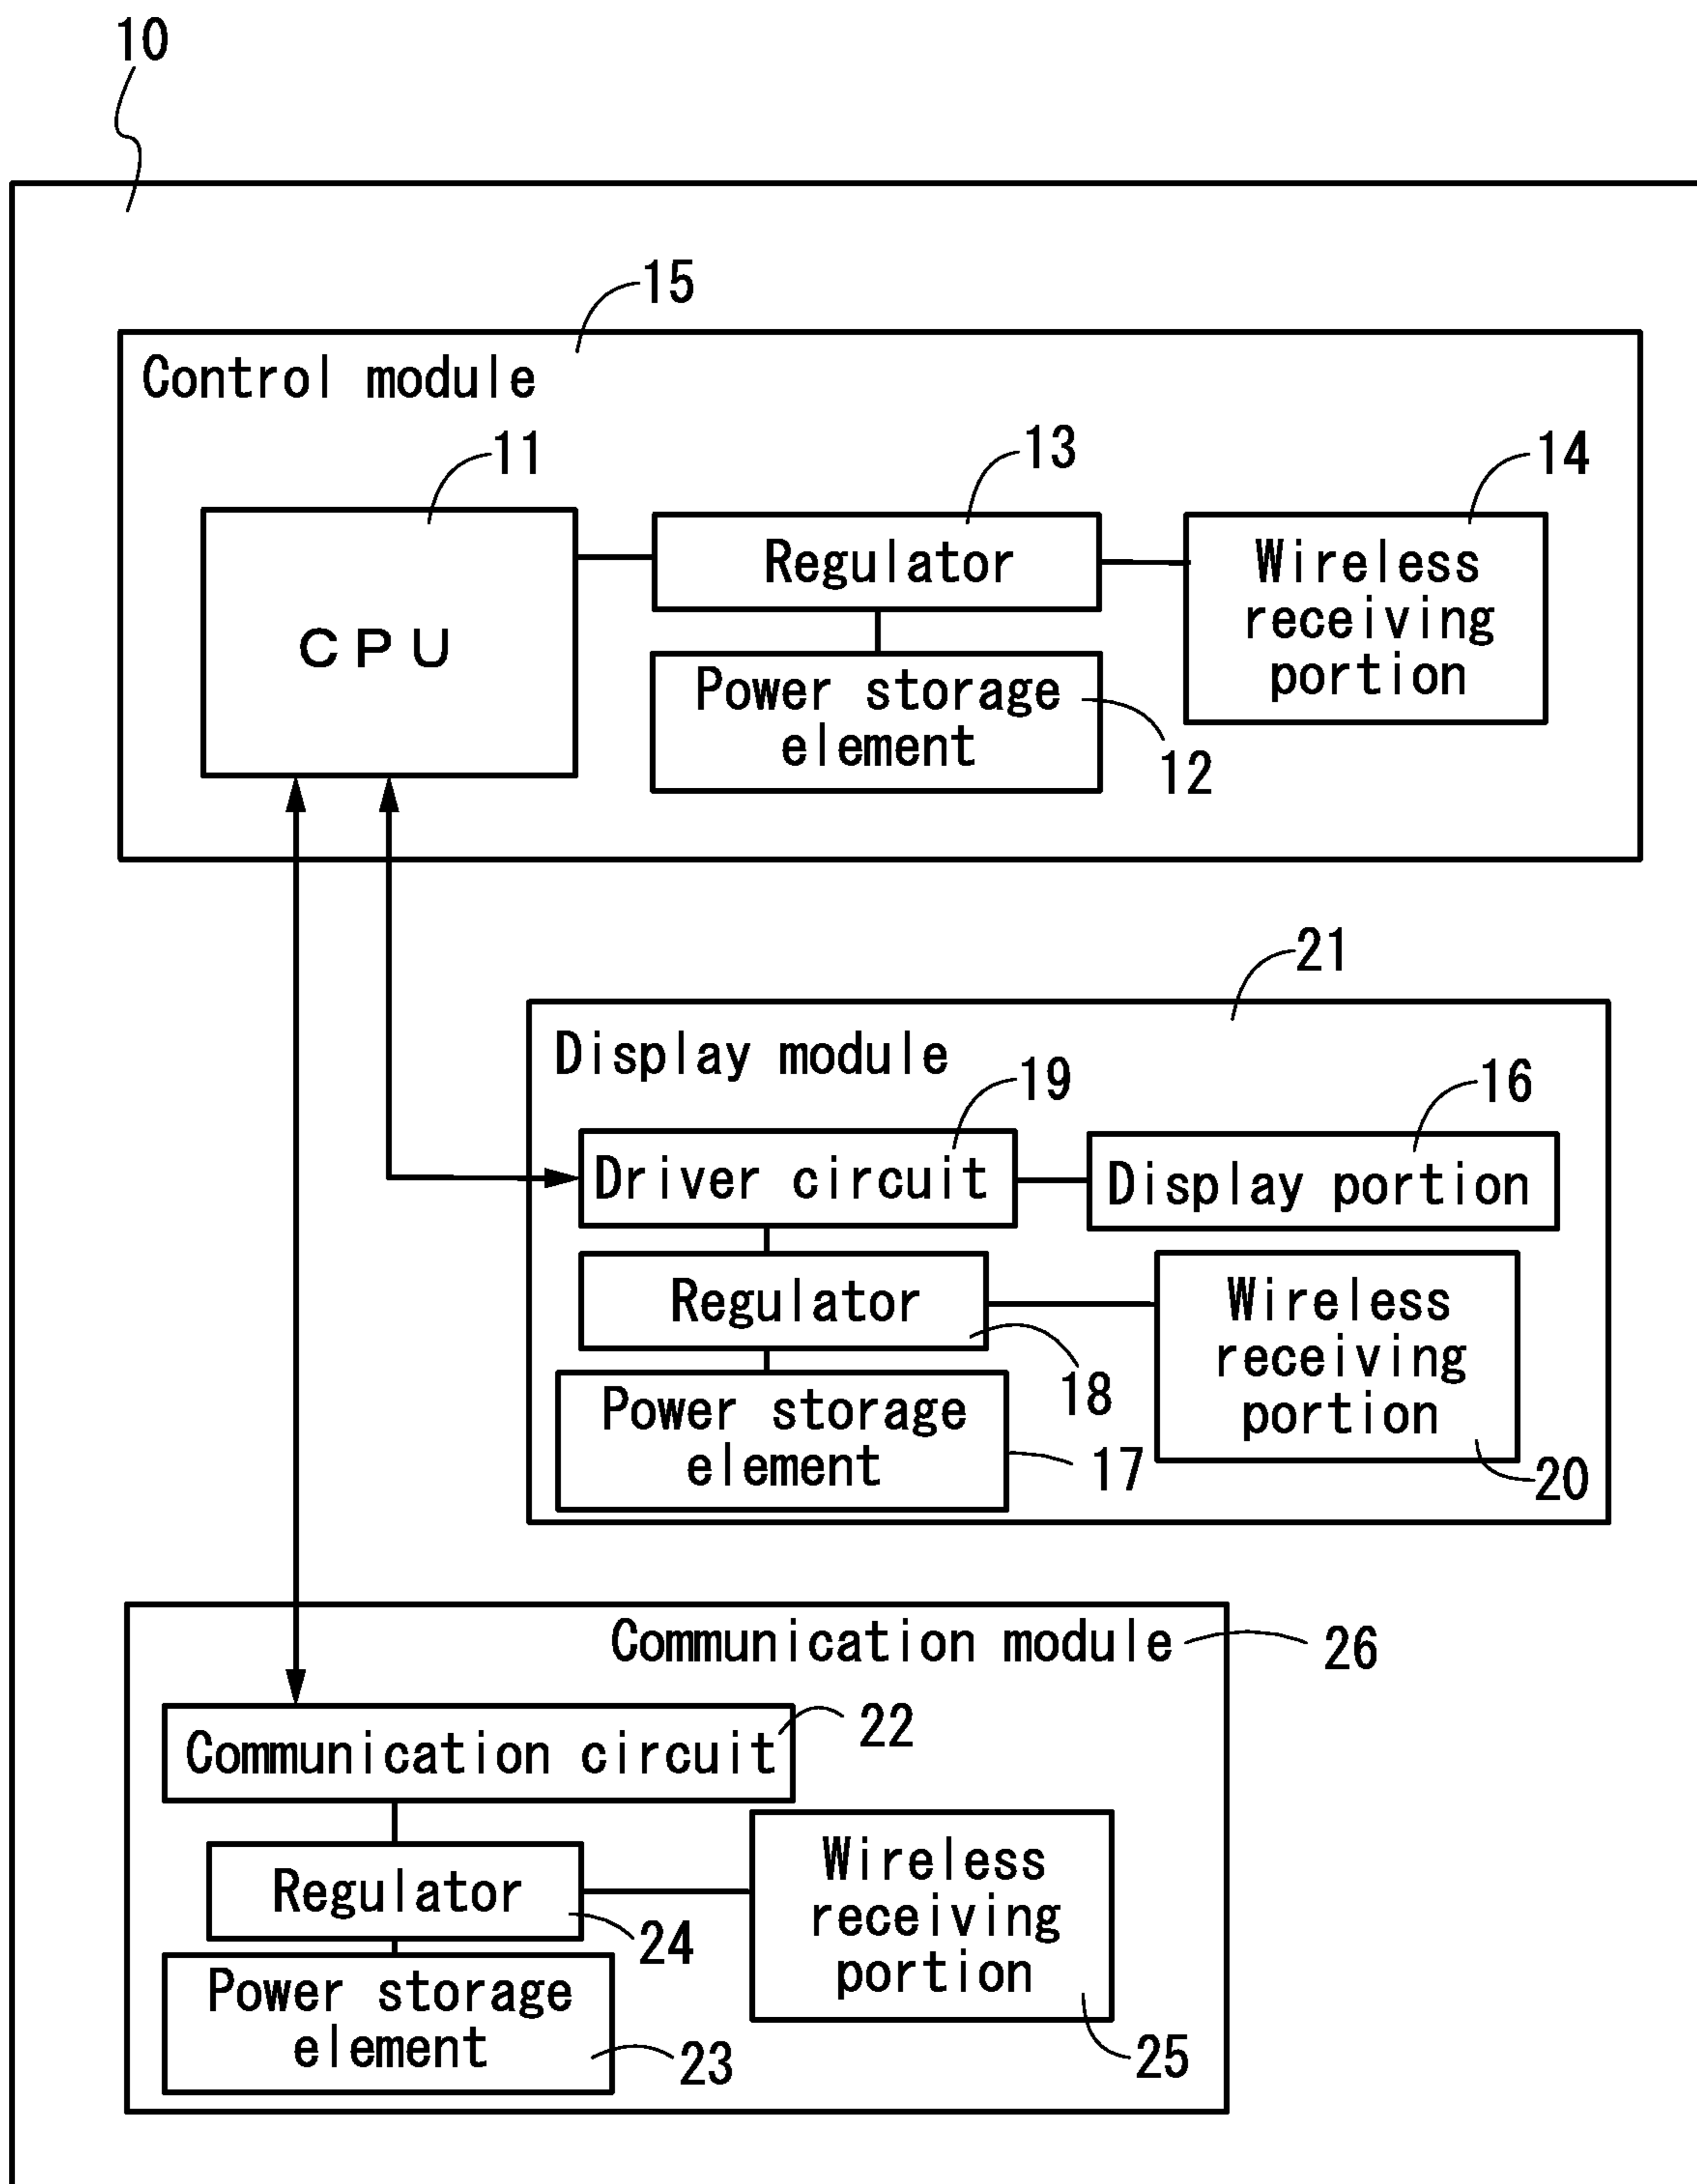 10
15
Control module
11
13
14
CPU
Regulator
Wireless
receiving
portion
Power storage
element
12
21
Display module
19
16
Driver circuit
Display portion
Regulator
18
Wireless
receiving
portion
Power storage
element
17
20
Communication module
26
Communication circuit
22
Regulator
24
Wireless
receiving
portion
Power storage
element
23
25